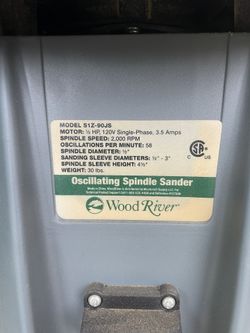 MODEL S1Z-90JS
MOTOR: ½ HP, 120V Single-Phase, 3.5 Amps
SPINDLE SPEED: 2,000 RPM
OSCILLATIONS PER MINUTE: 58
SPINDLE DIAMETER: ½"
SANDING SLEEVE DIAMETERS: ½" - 3"
SPINDLE SLEEVE HEIGHT: 4½"
WEIGHT: 30 lbs.
C US
Oscillating Spindle Sander
Wood River